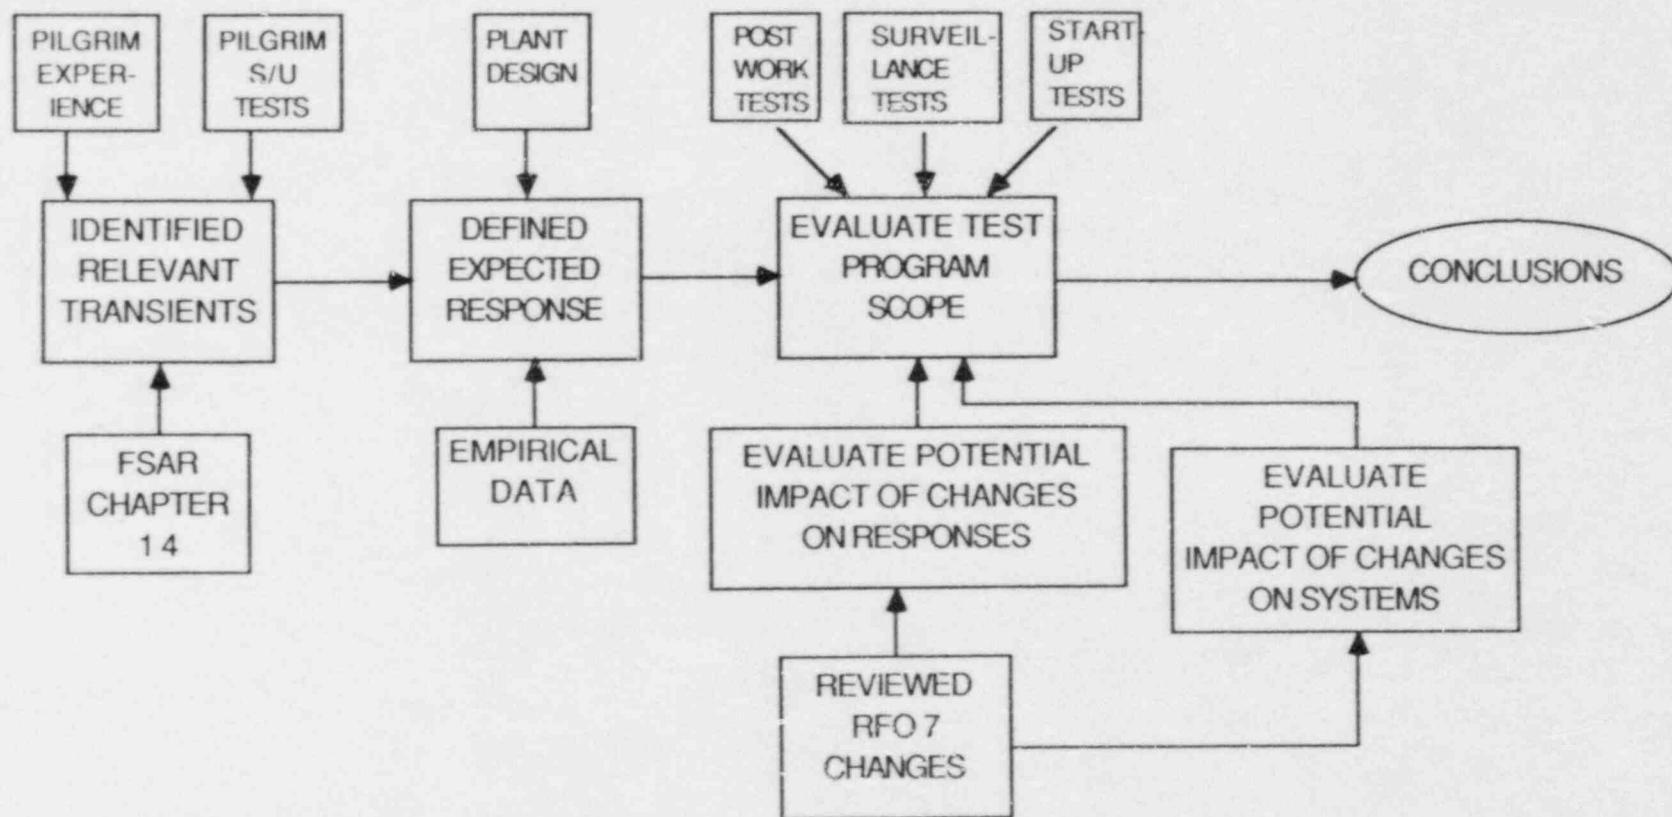 PILGRIM
EXPER-
IENCE
PILGRIM
S/U
TESTS
PLANT
DESIGN
POST
WORK
TESTS
SURVEIL-
LANCE
TESTS
START-
UP
TESTS
IDENTIFIED
RELEVANT
TRANSIENTS
DEFINED
EXPECTED
RESPONSE
EVALUATE TEST
PROGRAM
SCOPE
CONCLUSIONS
FSAR
CHAPTER
14
EMPIRICAL
DATA
EVALUATE POTENTIAL
IMPACT OF CHANGES
ON RESPONSES
EVALUATE
POTENTIAL
IMPACT OF CHANGES
ON SYSTEMS
REVIEWED
RFO 7
CHANGES